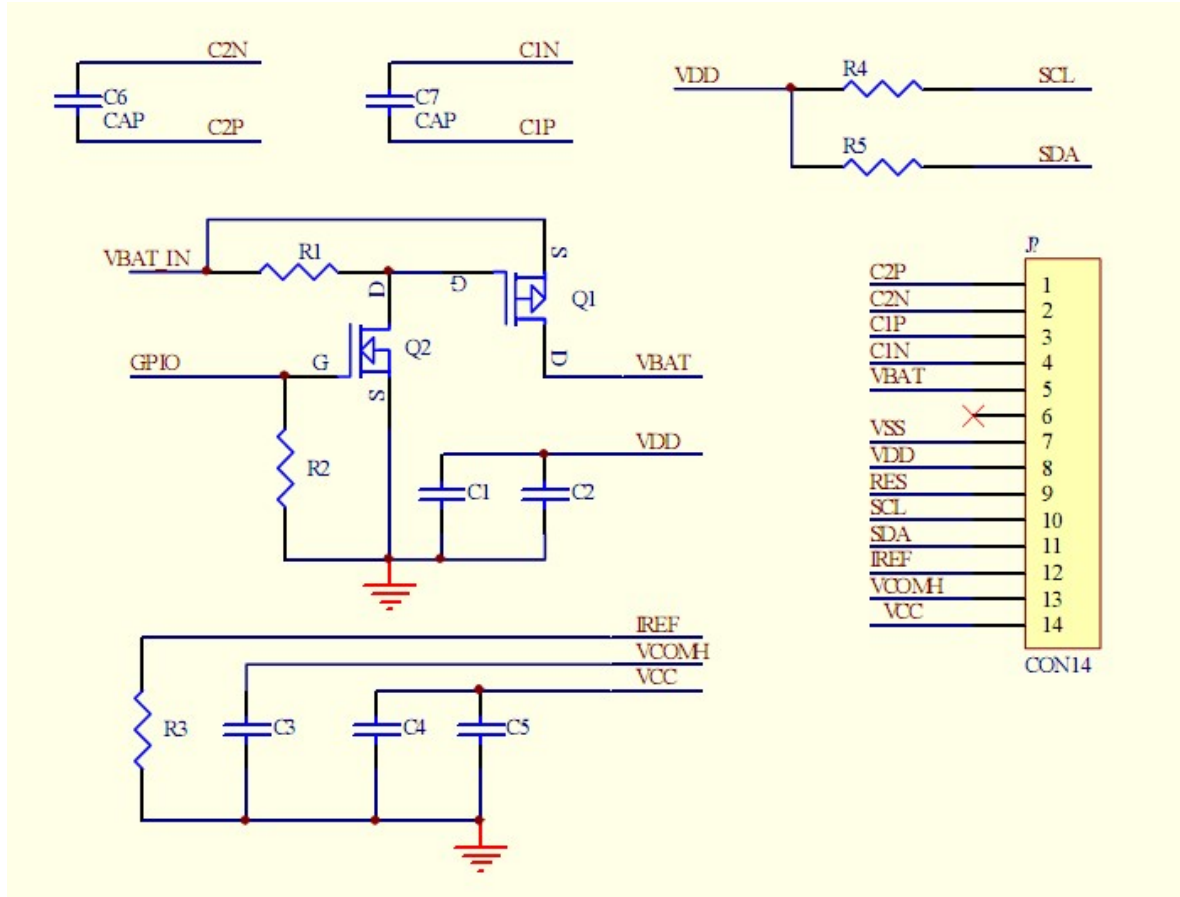 C2N
C6
CAP
C2P
C1N
C7
CAP
C1P
VDD
R4
SCL
R5
SDA
VBAT_IN
R1
S
G
Q1
D
D
VBAT
GPIO
G
Q2
S
R2
VDD
C1
C2
IREF
VCOMH
VCC
R3
C3
C4
C5
J?
C2P 1
C2N 2
C1P 3
C1N 4
VBAT 5
6
VSS 7
VDD 8
RES 9
SCL 10
SDA 11
IREF 12
VCOMH 13
VCC 14
CON14